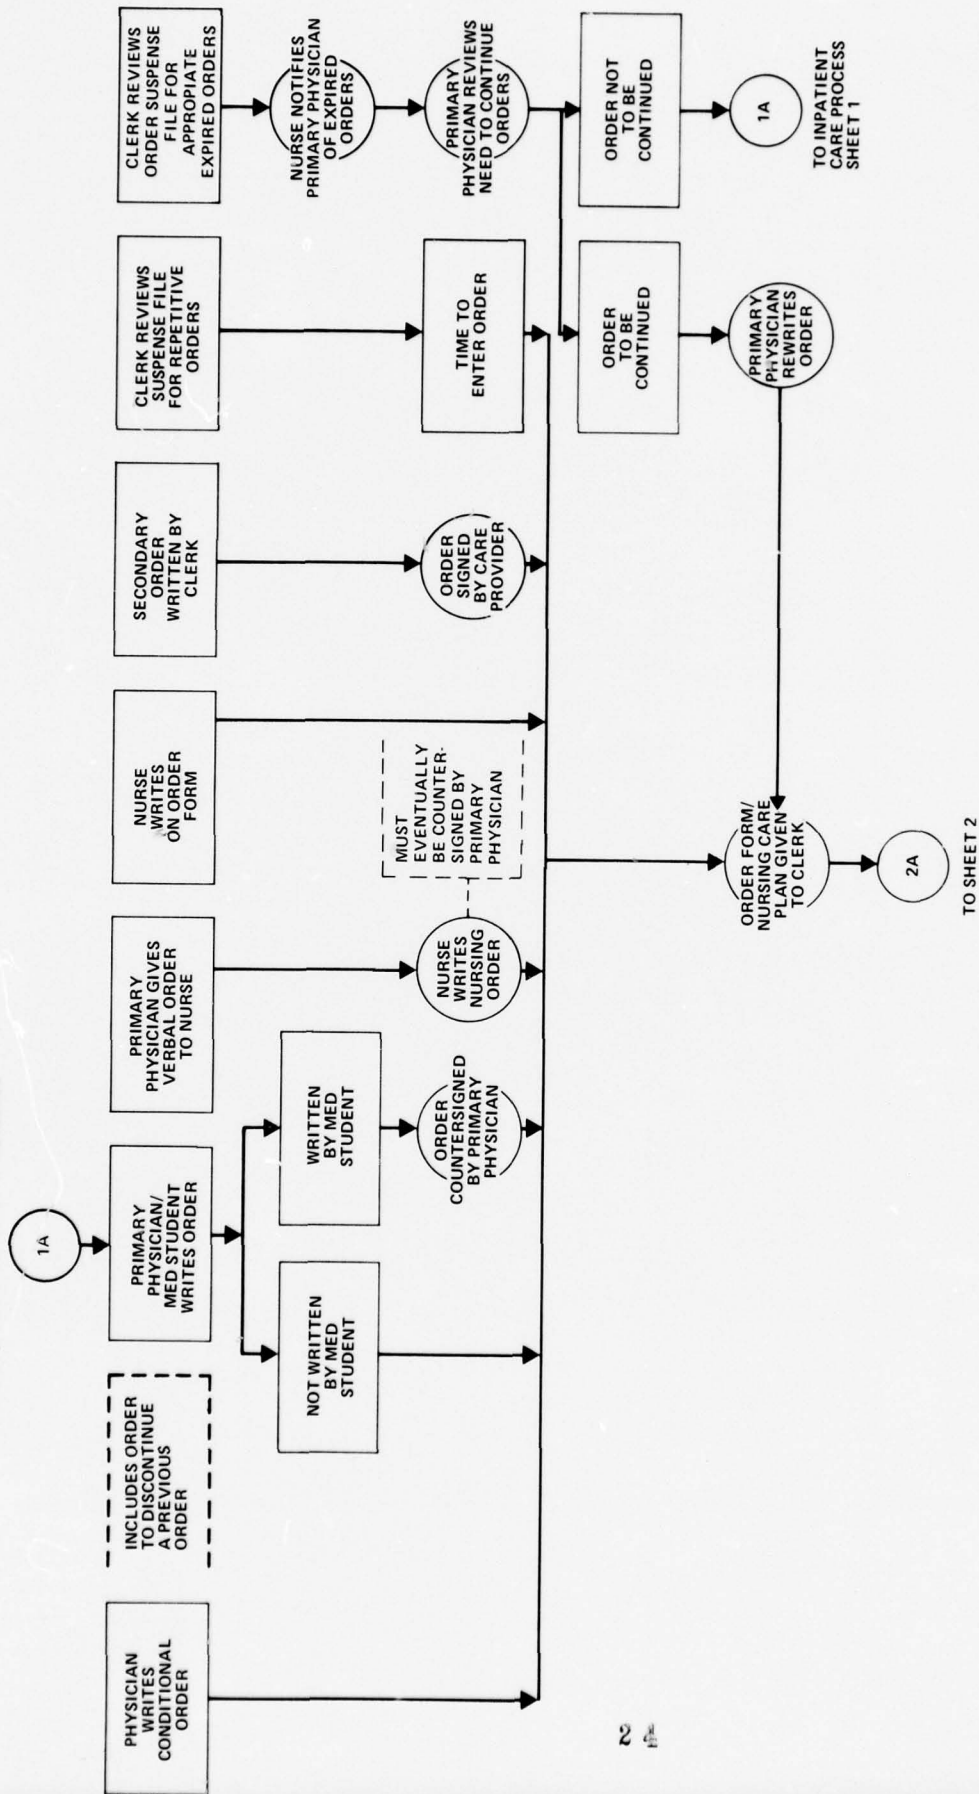 1A
PHYSICIAN
WRITES
CONDITIONAL
ORDER
INCLUDES ORDER
TO DISCONTINUE
A PREVIOUS
ORDER
PRIMARY
PHYSICIAN/
MED STUDENT
WRITES ORDER
PRIMARY
PHYSICIAN GIVES
VERBAL ORDER
TO NURSE
NURSE
WRITES
ON ORDER
FORM
SECONDARY
ORDER
WRITTEN BY
CLERK
CLERK REVIEWS
SUSPENSE FILE
FOR REPETITIVE
ORDERS
CLERK REVIEWS
ORDER SUSPENSE
FILE FOR
APPROPIATE
EXPIRED ORDERS
NOT WRITTEN
BY MED
STUDENT
WRITTEN
BY MED
STUDENT
NURSE NOTIFIES
PRIMARY PHYSICIAN
OF EXPIRED
ORDERS
ORDER
COUNTERSIGNED
BY PRIMARY
PHYSICIAN
NURSE
WRITES
NURSING
ORDER
MUST
EVENTUALLY
BE COUNTER-
SIGNED BY
PRIMARY
PHYSICIAN
ORDER
SIGNED
BY CARE
PROVIDER
TIME TO
ENTER ORDER
PRIMARY
PHYSICIAN REVIEWS
NEED TO CONTINUE
ORDERS
ORDER
TO BE
CONTINUED
ORDER NOT
TO BE
CONTINUED
ORDER FORM/
NURSING CARE
PLAN GIVEN
TO CLERK
PRIMARY
PHYSICIAN
REWRITES
ORDER
1A
TO INPATIENT
CARE PROCESS
SHEET 1
2A
TO SHEET 2
24